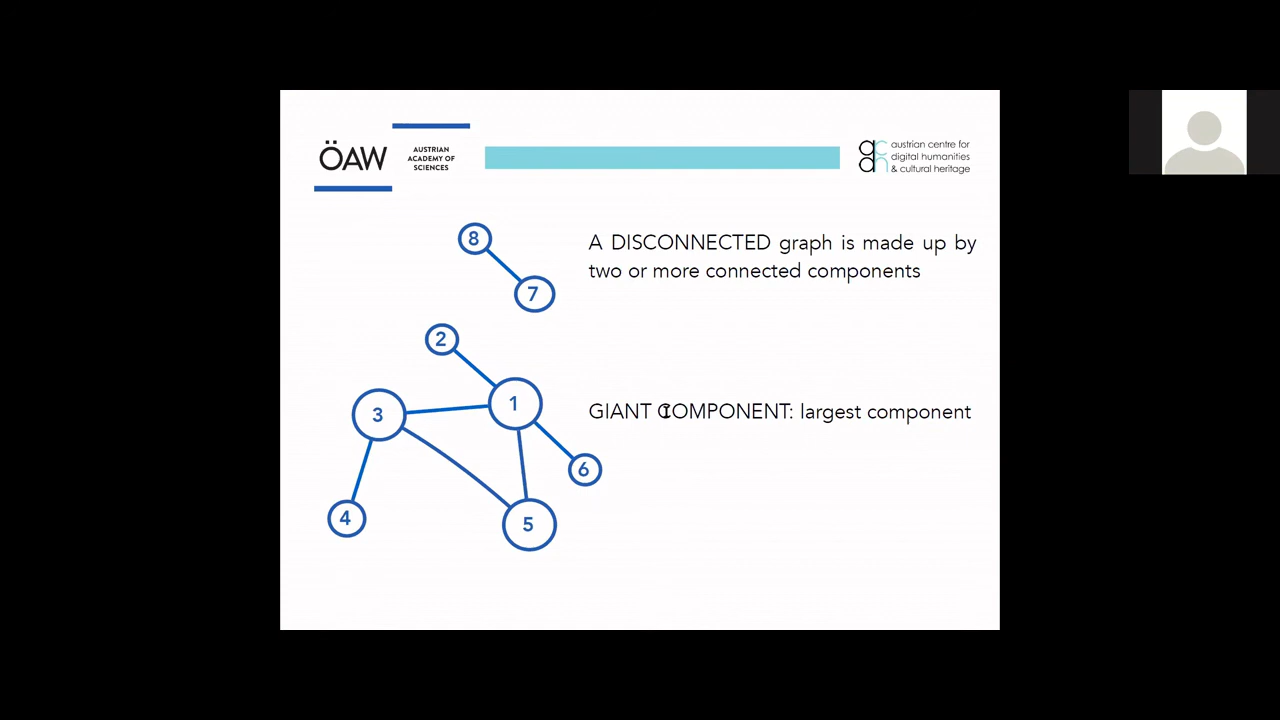 ÖAW
AUSTRIAN
ACADEMY OF
SCIENCES
austrian centre for
digital humanities
& cultural heritage
8
7
A DISCONNECTED graph is made up by
two or more connected components
2
3
1
6
4
5
GIANT COMPONENT: largest component